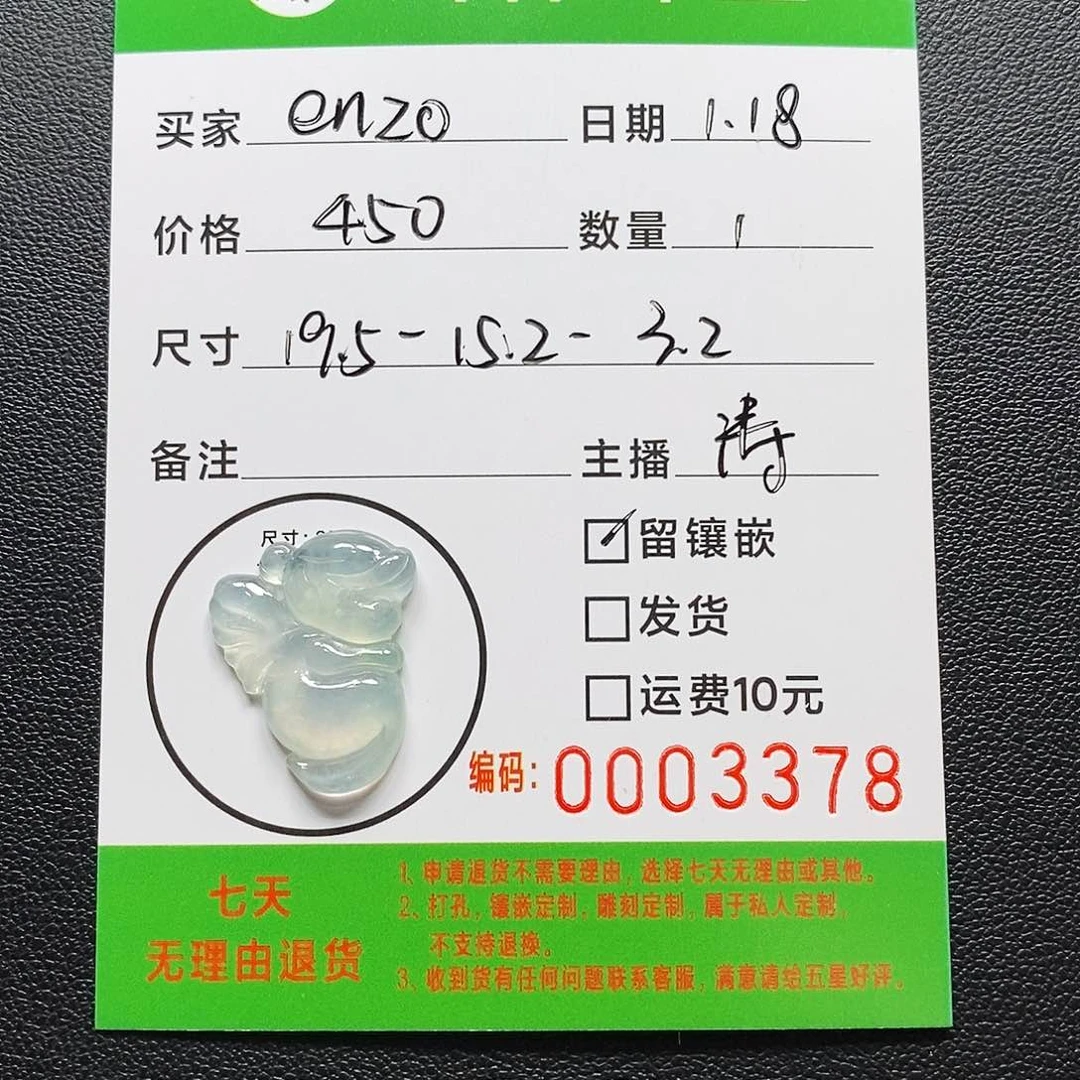 买家 enzo 日期 1.18
价格 450 数量 1
尺寸 19.5-15.2-3.2
备注 主播 涛
尺寸:
留镶嵌
发货
运费10元
编码: 0003378
七天
无理由退货
1、申请退货不需要理由，选择七天无理由或其他。
2、打孔，镶嵌定制，雕刻定制，属于私人定制，
不支持退换。
3、收到货有任何问题联系客服，满意请给五星好评。